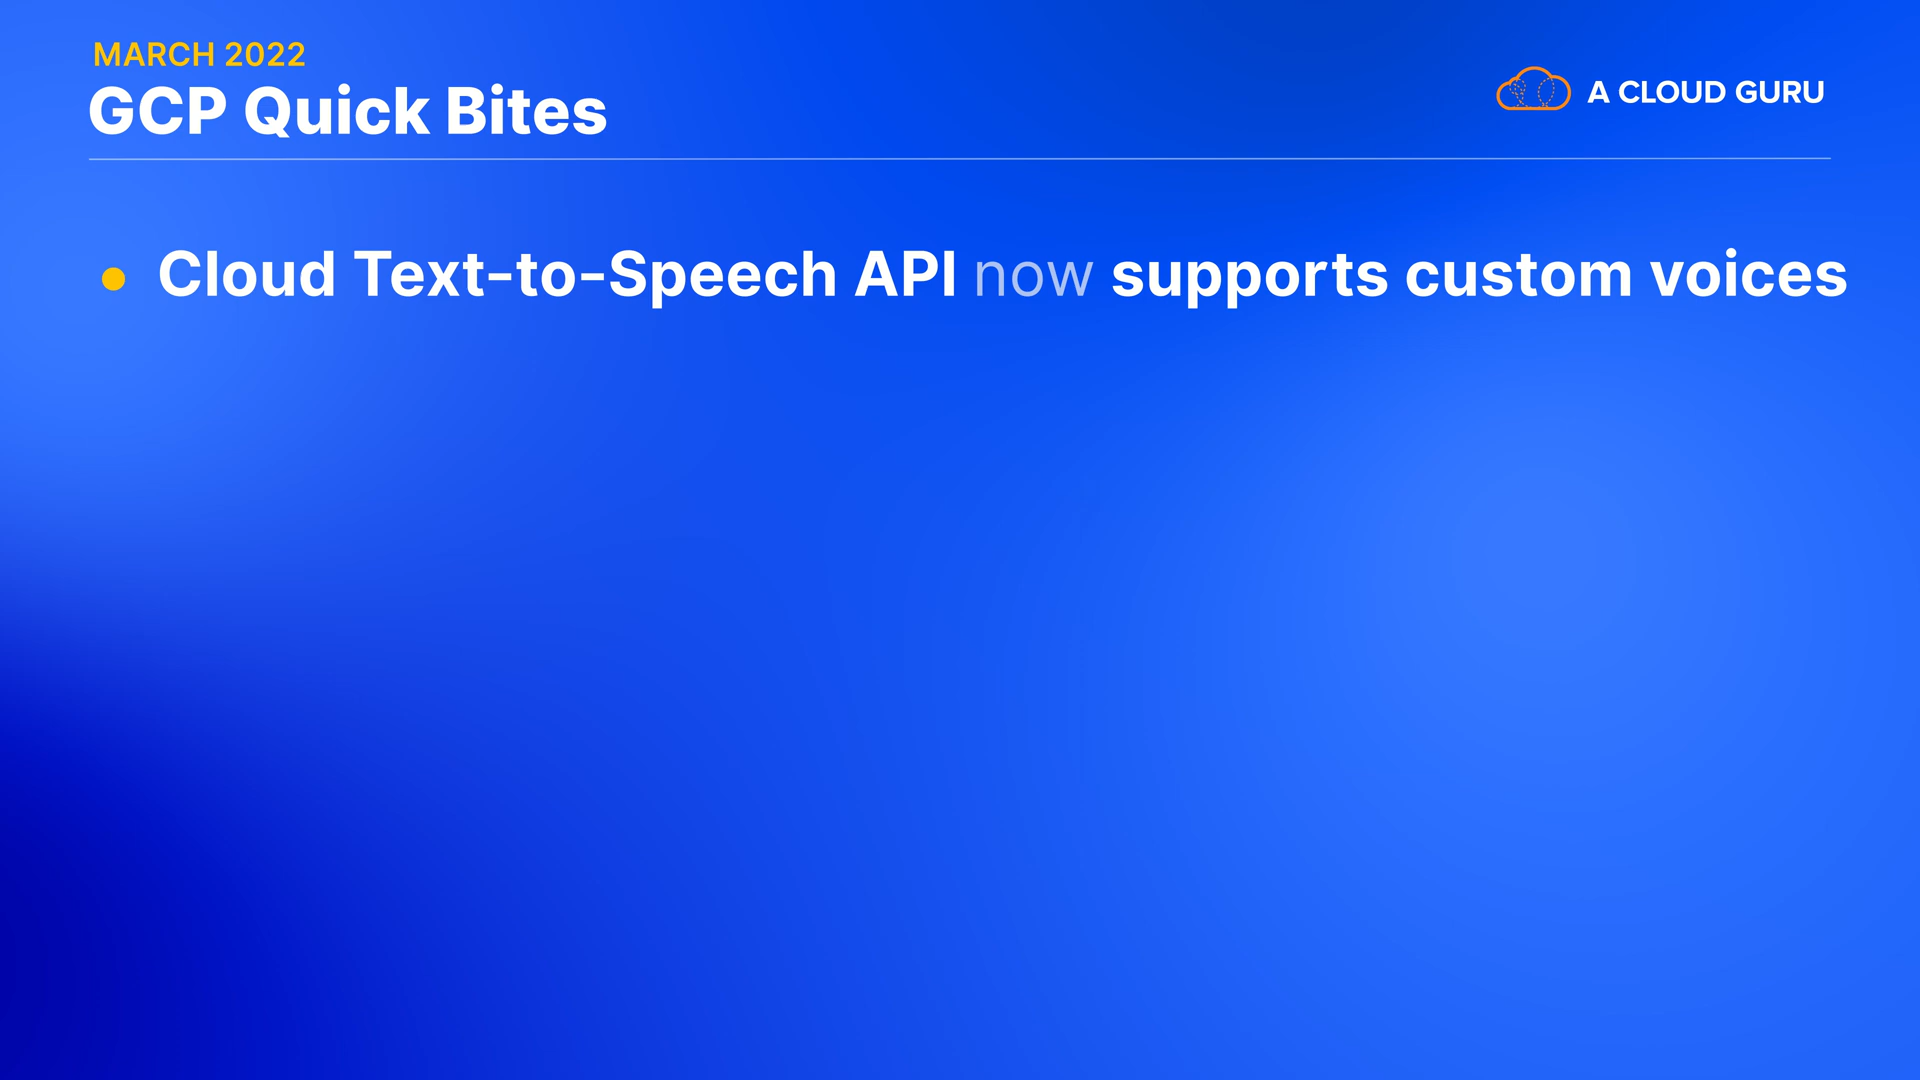 MARCH 2022
GCP Quick Bites
A CLOUD GURU
Cloud Text-to-Speech API now supports custom voices